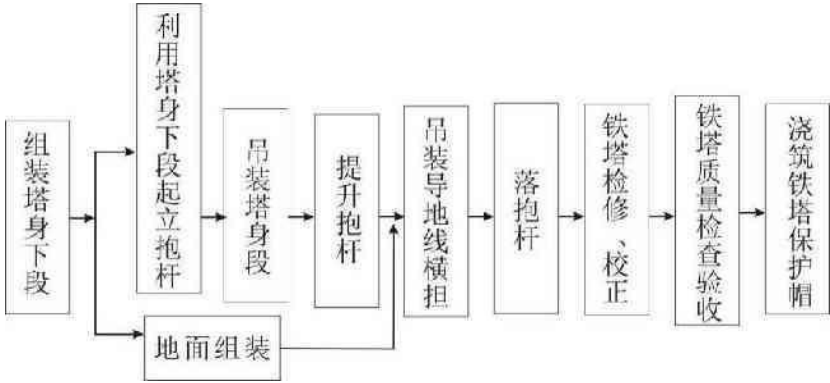 组装塔身下段
利用塔身下段起立抱杆
吊装塔身段
提升抱杆
吊装导地线横担
落抱杆
铁塔检修、校正
铁塔质量检查验收
浇筑铁塔保护帽
地面组装